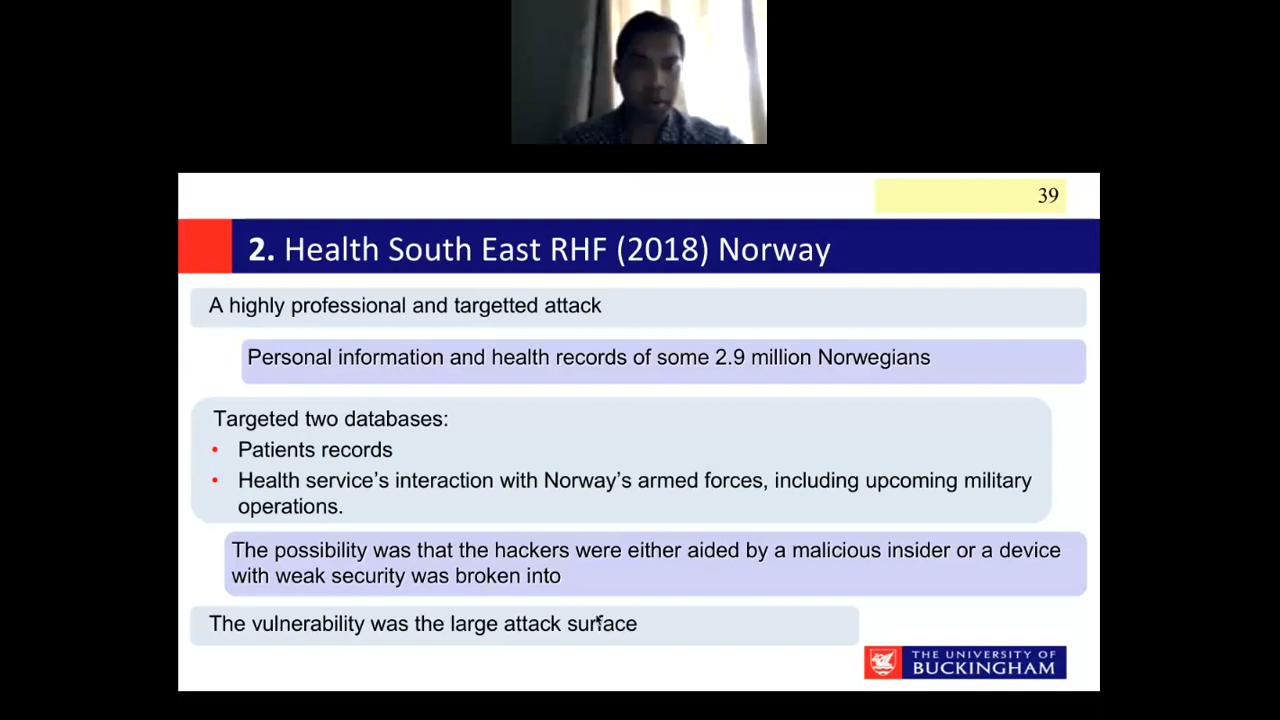 39
2. Health South East RHF (2018) Norway
A highly professional and targetted attack
Personal information and health records of some 2.9 million Norwegians
Targeted two databases:
• Patients records
• Health service's interaction with Norway's armed forces, including upcoming military
operations.
The possibility was that the hackers were either aided by a malicious insider or a device
with weak security was broken into
The vulnerability was the large attack surface
THE UNIVERSITY OF
BUCKINGHAM